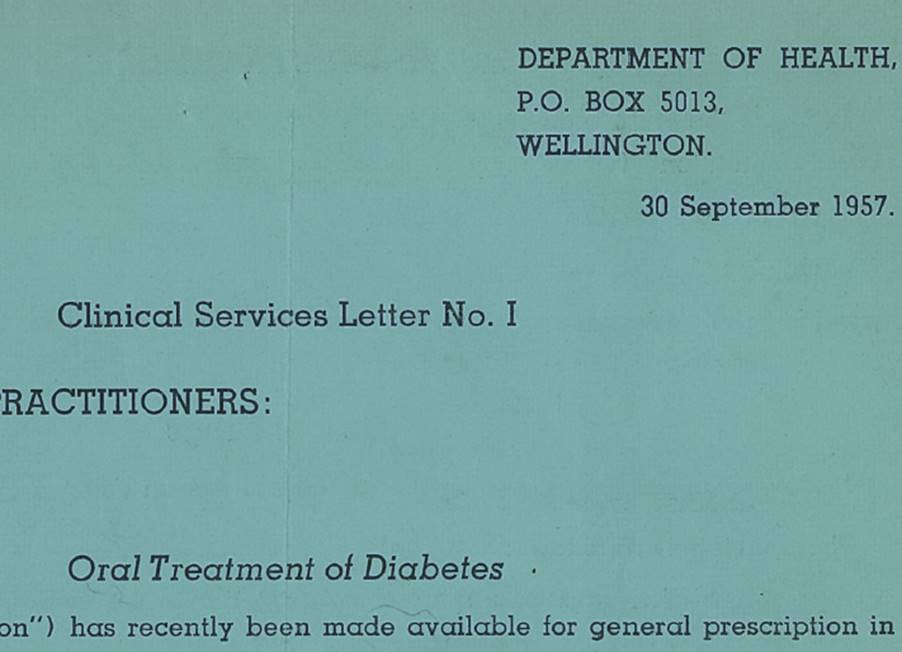 DEPARTMENT OF HEALTH,
P.O. BOX 5013,
WELLINGTON.
30 September 1957.
Clinical Services Letter No. I
RACTITIONERS:
Oral Treatment of Diabetes
on") has recently been made available for general prescription in